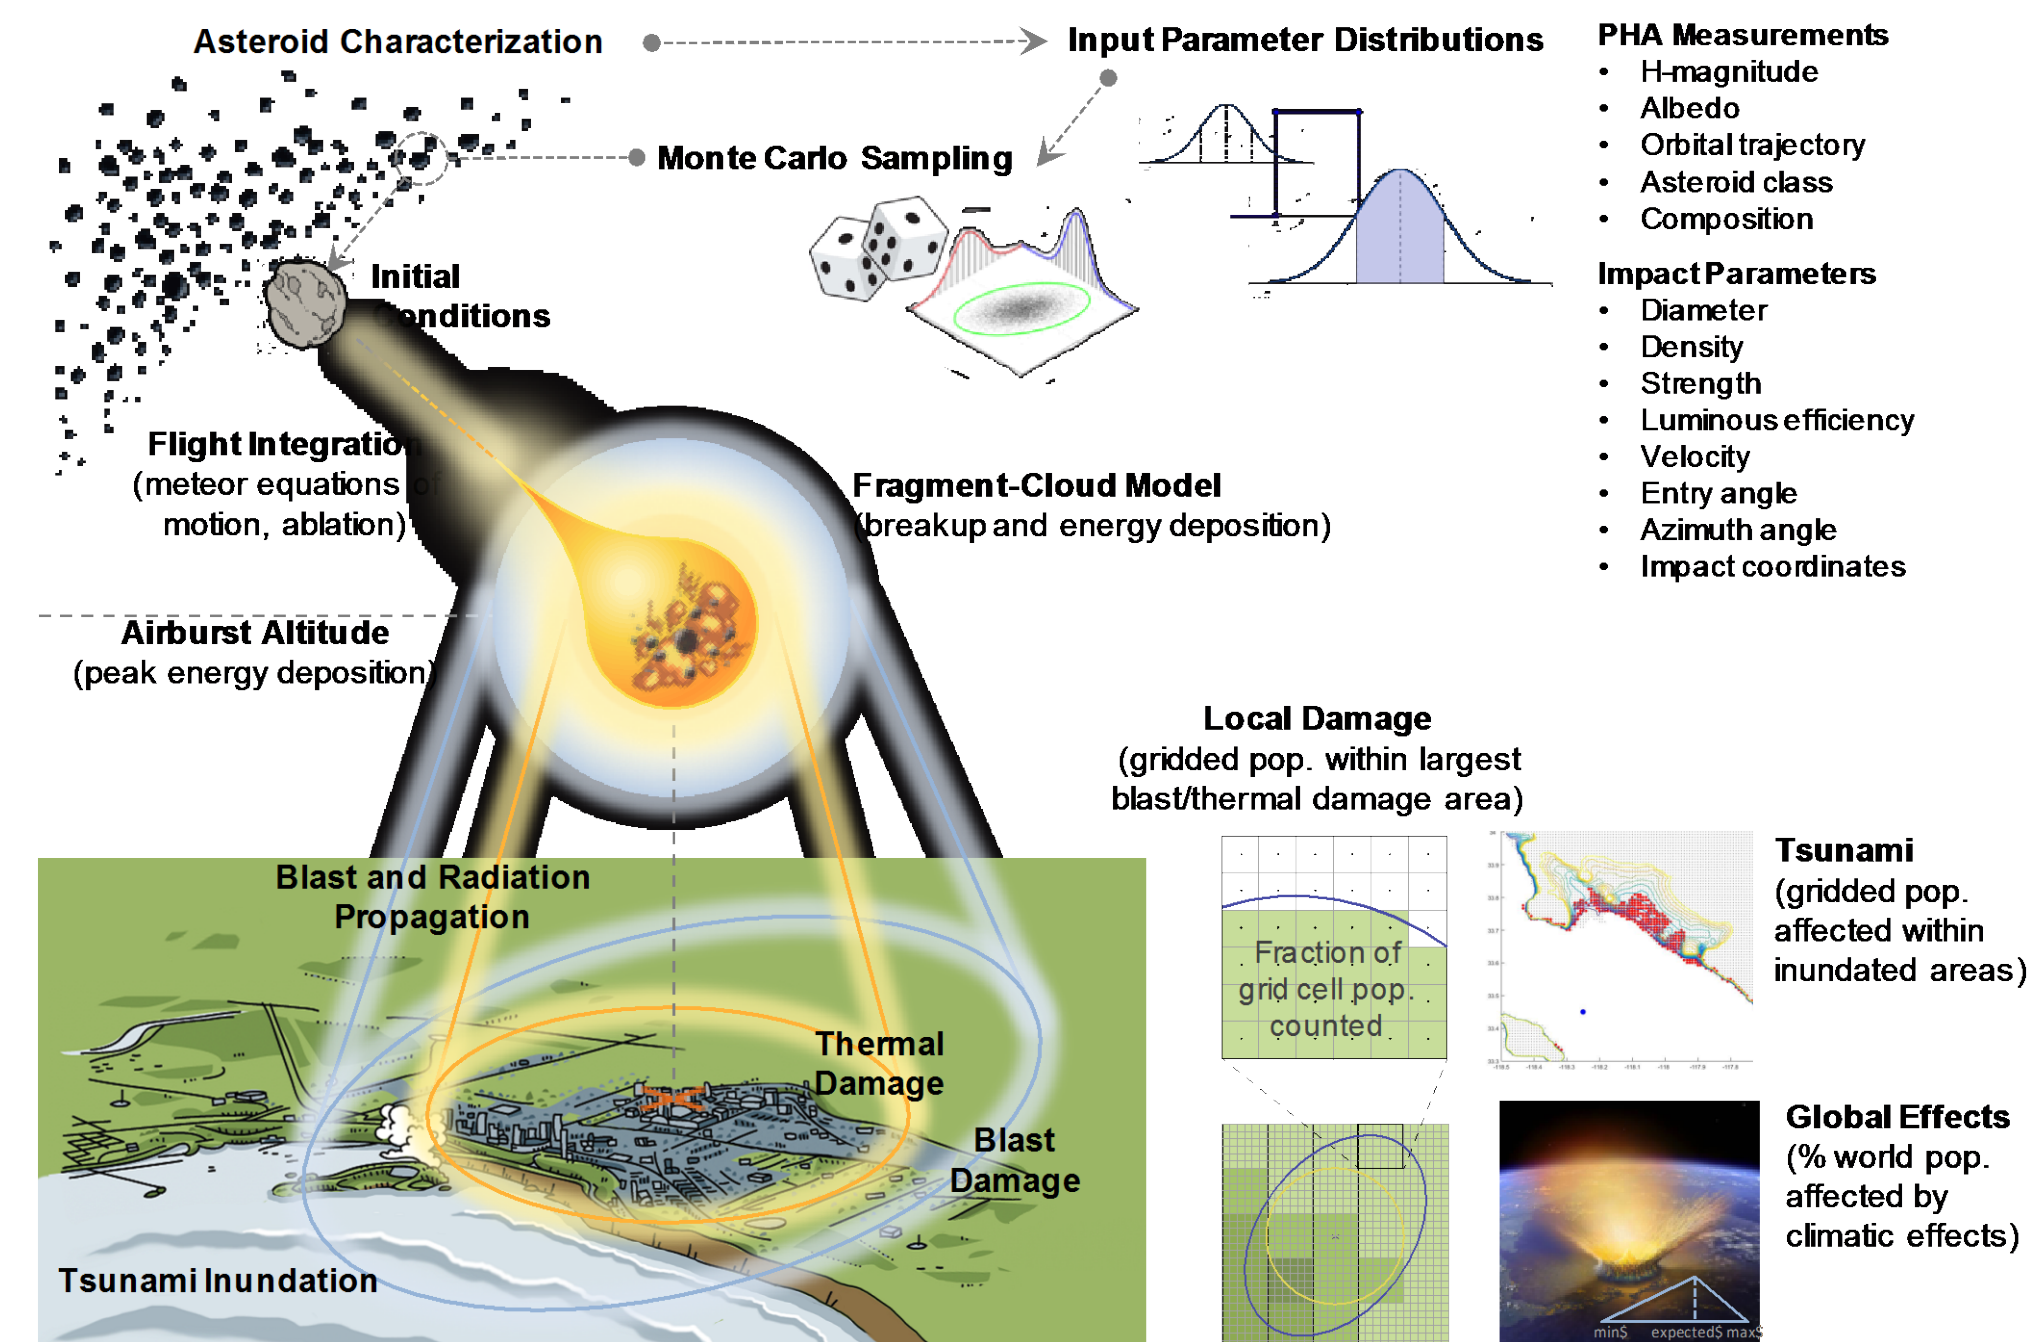 Asteroid Characterization
Input Parameter Distributions
Monte Carlo Sampling
PHA Measurements
• H-magnitude
• Albedo
• Orbital trajectory
• Asteroid class
• Composition
Impact Parameters
• Diameter
• Density
• Strength
• Luminous efficiency
• Velocity
• Entry angle
• Azimuth angle
• Impact coordinates
Initial
Conditions
Flight Integration
(meteor equations of
motion, ablation)
Fragment-Cloud Model
(breakup and energy deposition)
Airburst Altitude
(peak energy deposition)
Blast and Radiation
Propagation
Thermal
Damage
Blast
Damage
Tsunami Inundation
Local Damage
(gridded pop. within largest
blast/thermal damage area)
Fraction of
grid cell pop.
counted
Tsunami
(gridded pop.
affected within
inundated areas)
Global Effects
(% world pop.
affected by
climatic effects)
min$ expected$ max$